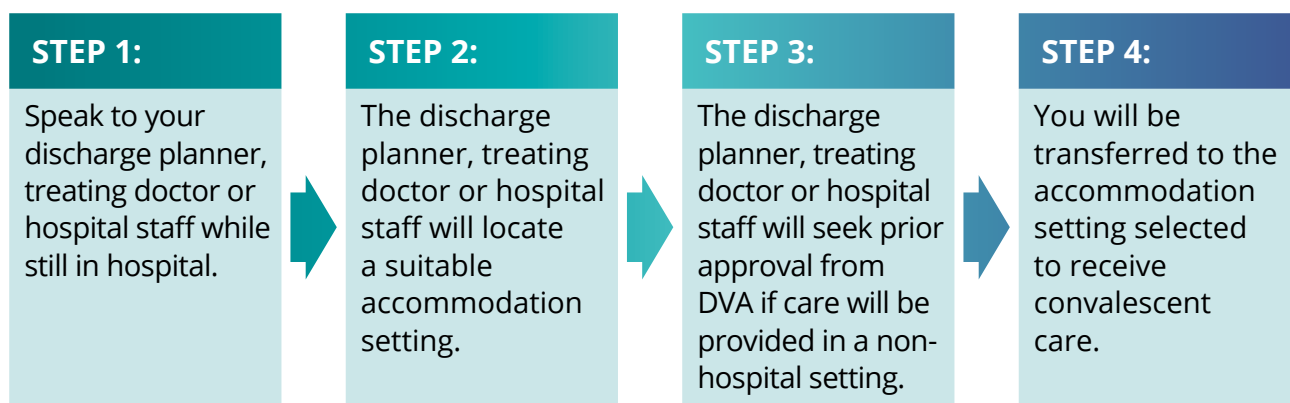 STEP 1:
Speak to your
discharge planner,
treating doctor or
hospital staff while
still in hospital.
STEP 2:
The discharge
planner, treating
doctor or hospital
staff will locate
a suitable
accommodation
setting.
STEP 3:
The discharge
planner, treating
doctor or hospital
staff will seek prior
approval from
DVA if care will be
provided in a non-
hospital setting.
STEP 4:
You will be
transferred to the
accommodation
setting selected
to receive
convalescent
care.